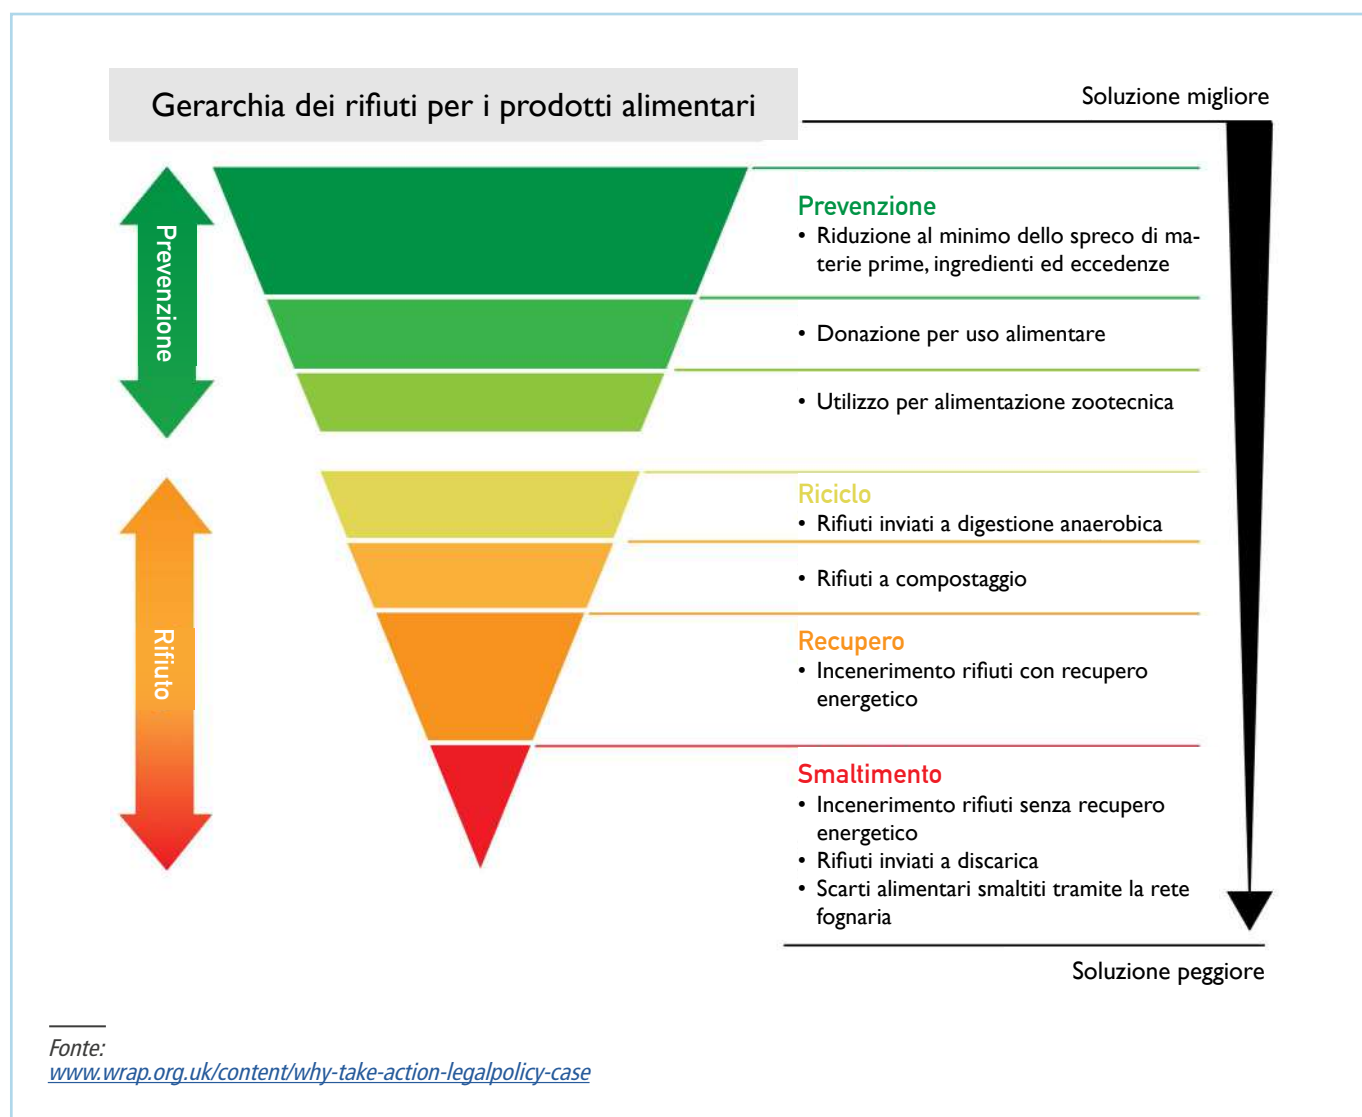 Gerarchia dei rifiuti per i prodotti alimentari
Soluzione migliore
Prevenzione
Prevenzione
• Riduzione al minimo dello spreco di ma-
terie prime, ingredienti ed eccedenze
• Donazione per uso alimentare
• Utilizzo per alimentazione zootecnica
Rifiuto
Riciclo
• Rifiuti inviati a digestione anaerobica
• Rifiuti a compostaggio
Recupero
• Incenerimento rifiuti con recupero
energetico
Smaltimento
• Incenerimento rifiuti senza recupero
energetico
• Rifiuti inviati a discarica
• Scarti alimentari smaltiti tramite la rete
fognaria
Soluzione peggiore
Fonte:
www.wrap.org.uk/content/why-take-action-legalpolicy-case